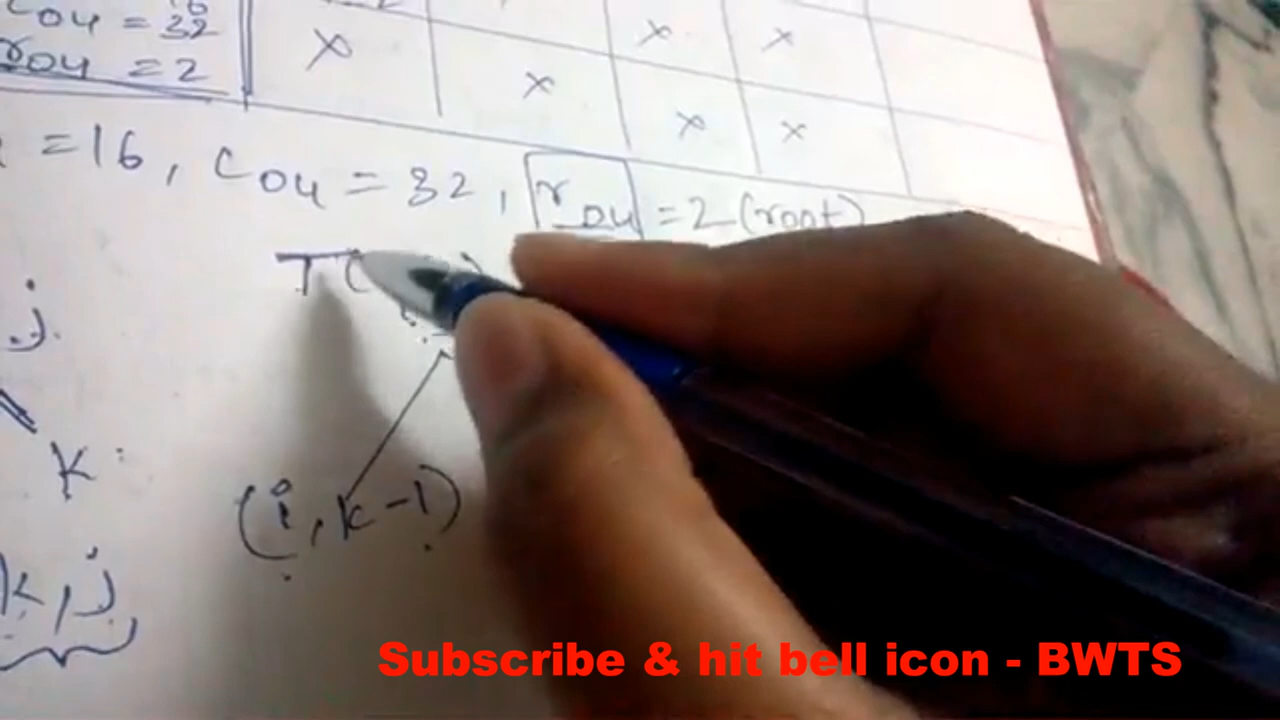 C04 = 32
r04 = 2
x x x
x
x x
=16, C04 = 32, r04 = 2 (root)
T(
j
k
(i, k-1)
k, j
Subscribe & hit bell icon - BWTS